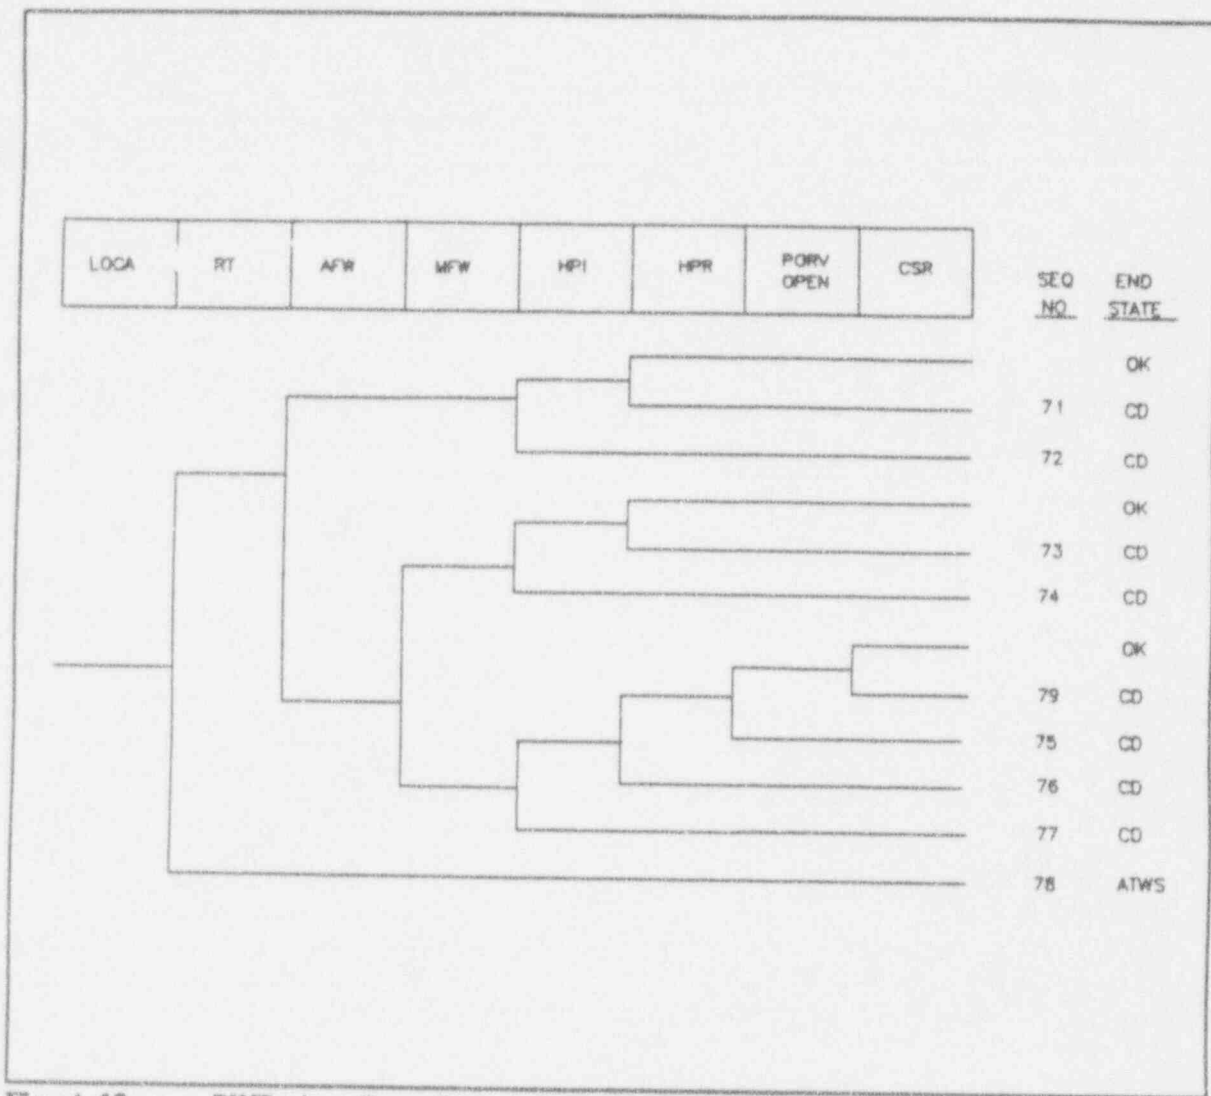 LOCA RT AFW MFW HPI HPR PORV OPEN CSR
SEQ NO END STATE
OK
71 CD
72 CD
OK
73 CD
74 CD
OK
79 CD
75 CD
76 CD
77 CD
78 ATWS